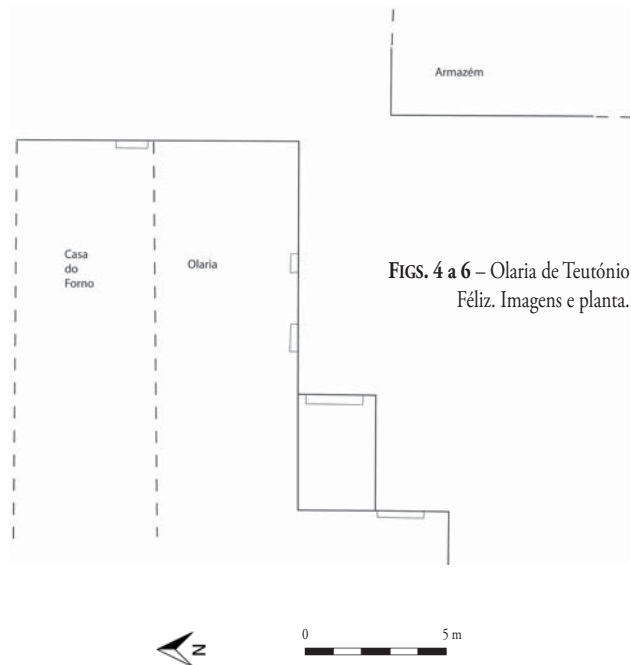 Armazém
Casa
do
Forno
Olaria
FIGS. 4 a 6 – Olaria de Teutónio
Féliz. Imagens e planta.
N
0 5 m